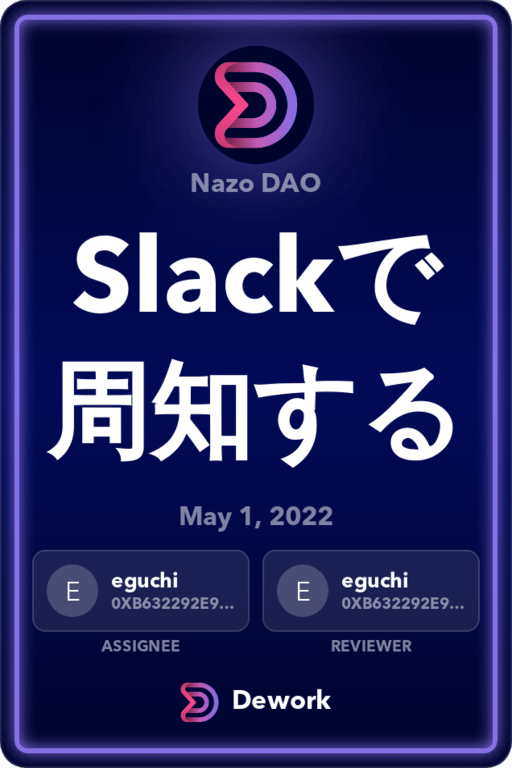 Nazo DAO
Slackで
周知する
May 1, 2022
E eguchi
0XB632292E9...
E eguchi
0XB632292E9...
ASSIGNEE
REVIEWER
Dework